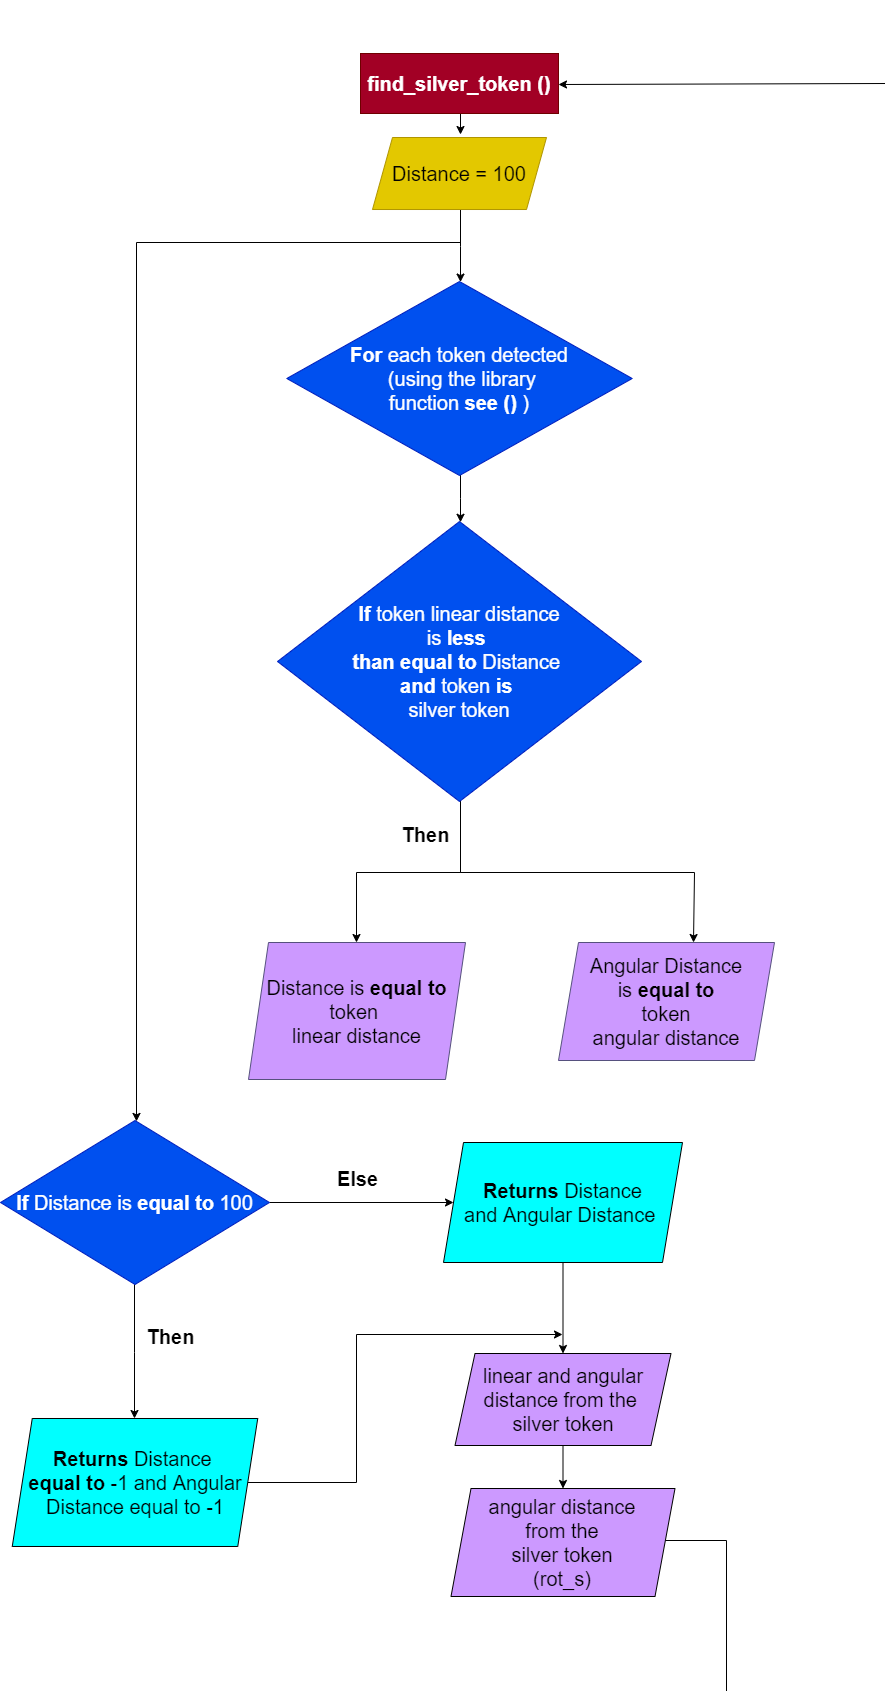 find_silver_token ()
Distance = 100
For each token detected
(using the library
function see () )
If token linear distance
is less
than equal to Distance
and token is
silver token
Then
Distance is equal to
token
linear distance
Angular Distance
is equal to
token
angular distance
If Distance is equal to 100
Else
Returns Distance
and Angular Distance
Then
linear and angular
distance from the
silver token
Returns Distance
equal to -1 and Angular
Distance equal to -1
angular distance
from the
silver token
(rot_s)